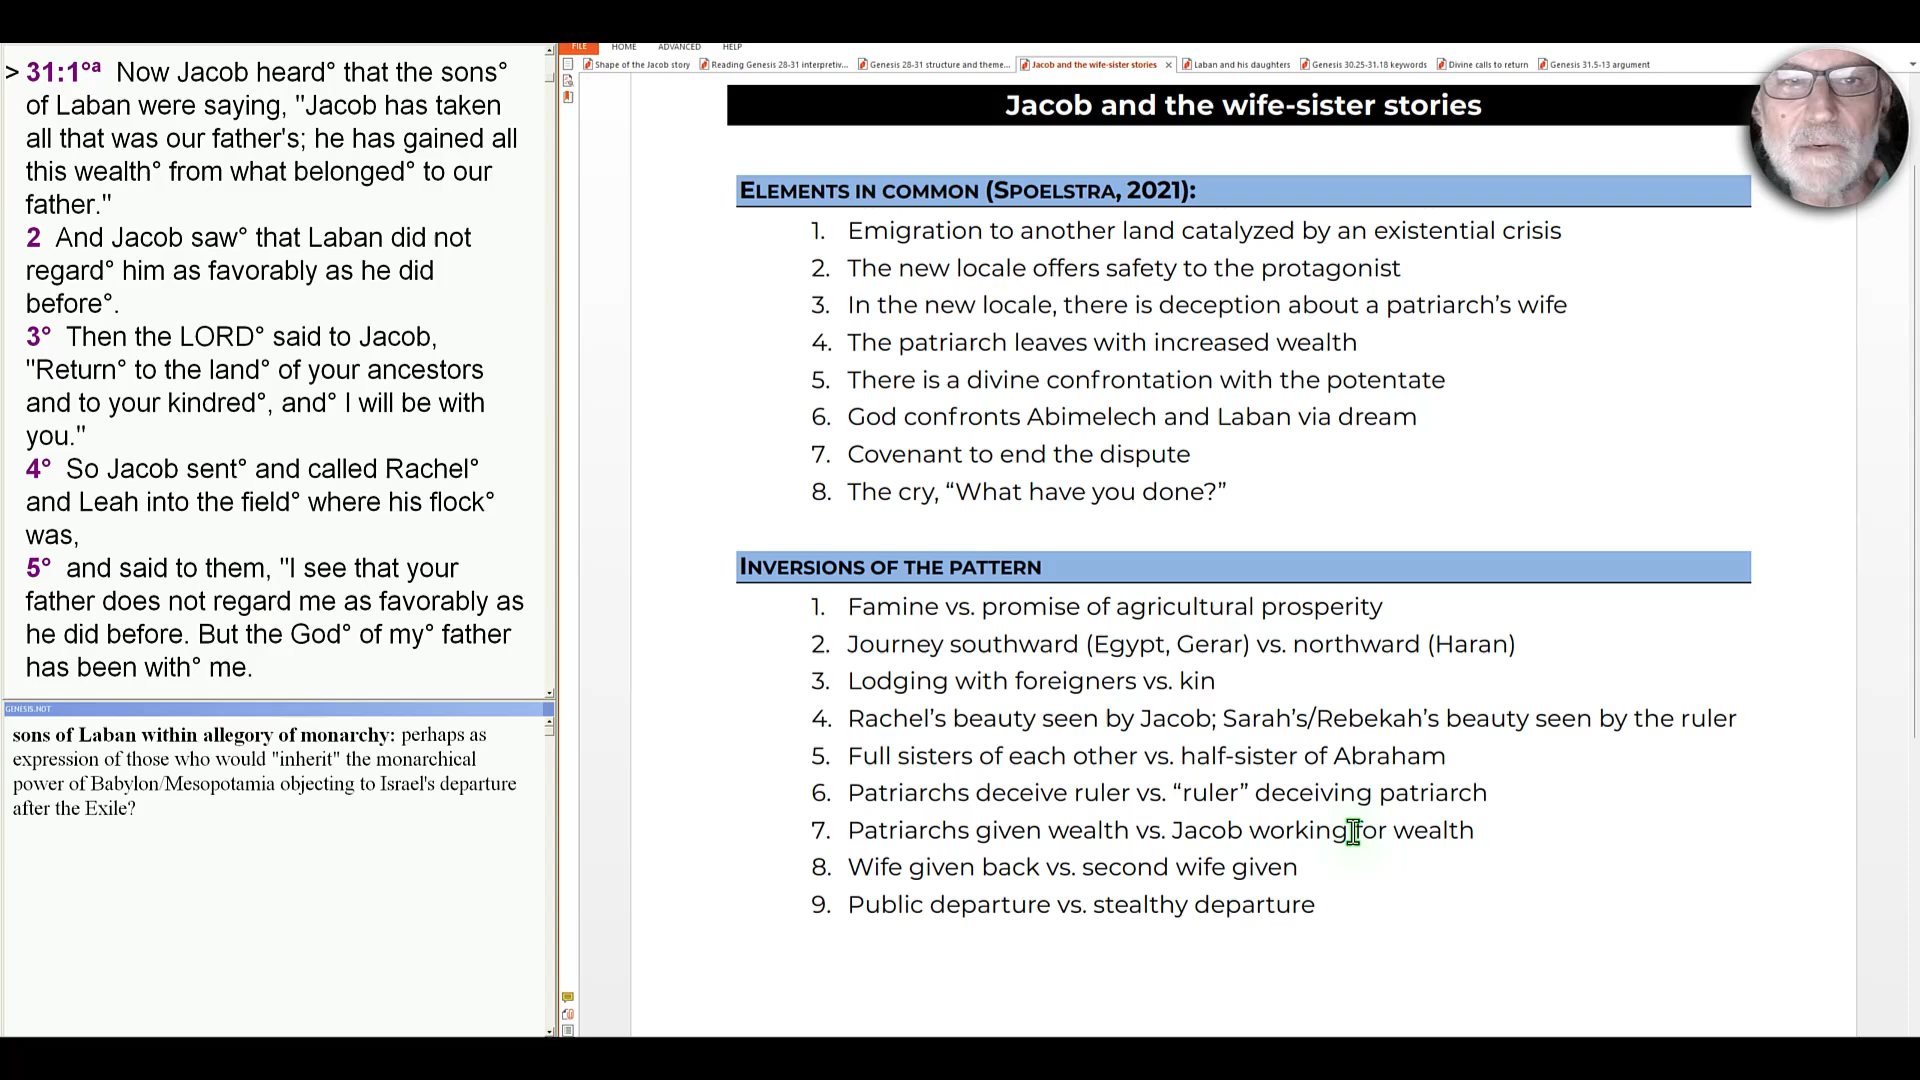 > 31:1°ª Now Jacob heard° that the sons°
of Laban were saying, "Jacob has taken
all that was our father's; he has gained all
this wealth° from what belonged° to our
father."
2 And Jacob saw° that Laban did not
regard° him as favorably as he did
before°.
3° Then the LORD° said to Jacob,
"Return° to the land° of your ancestors
and to your kindred°, and° I will be with
you."
4° So Jacob sent° and called Rachel°
and Leah into the field° where his flock°
was,
5° and said to them, "I see that your
father does not regard me as favorably as
he did before. But the God° of my° father
has been with° me.
GENESIS.NOT
sons of Laban within allegory of monarchy: perhaps as
expression of those who would "inherit" the monarchical
power of Babylon/Mesopotamia objecting to Israel's departure
after the Exile?
FILE HOME ADVANCED HELP
Shape of the Jacob story Reading Genesis 28-31 interpretiv... Genesis 28-31 structure and theme... Jacob and the wife-sister stories × Laban and his daughters Genesis 30.25-31.18 keywords Divine calls to return Genesis 31.5-13 argument
Jacob and the wife-sister stories
ELEMENTS IN COMMON (SPOELSTRA, 2021):
1. Emigration to another land catalyzed by an existential crisis
2. The new locale offers safety to the protagonist
3. In the new locale, there is deception about a patriarch’s wife
4. The patriarch leaves with increased wealth
5. There is a divine confrontation with the potentate
6. God confronts Abimelech and Laban via dream
7. Covenant to end the dispute
8. The cry, “What have you done?”
INVERSIONS OF THE PATTERN
1. Famine vs. promise of agricultural prosperity
2. Journey southward (Egypt, Gerar) vs. northward (Haran)
3. Lodging with foreigners vs. kin
4. Rachel’s beauty seen by Jacob; Sarah’s/Rebekah’s beauty seen by the ruler
5. Full sisters of each other vs. half-sister of Abraham
6. Patriarchs deceive ruler vs. “ruler” deceiving patriarch
7. Patriarchs given wealth vs. Jacob working for wealth
8. Wife given back vs. second wife given
9. Public departure vs. stealthy departure